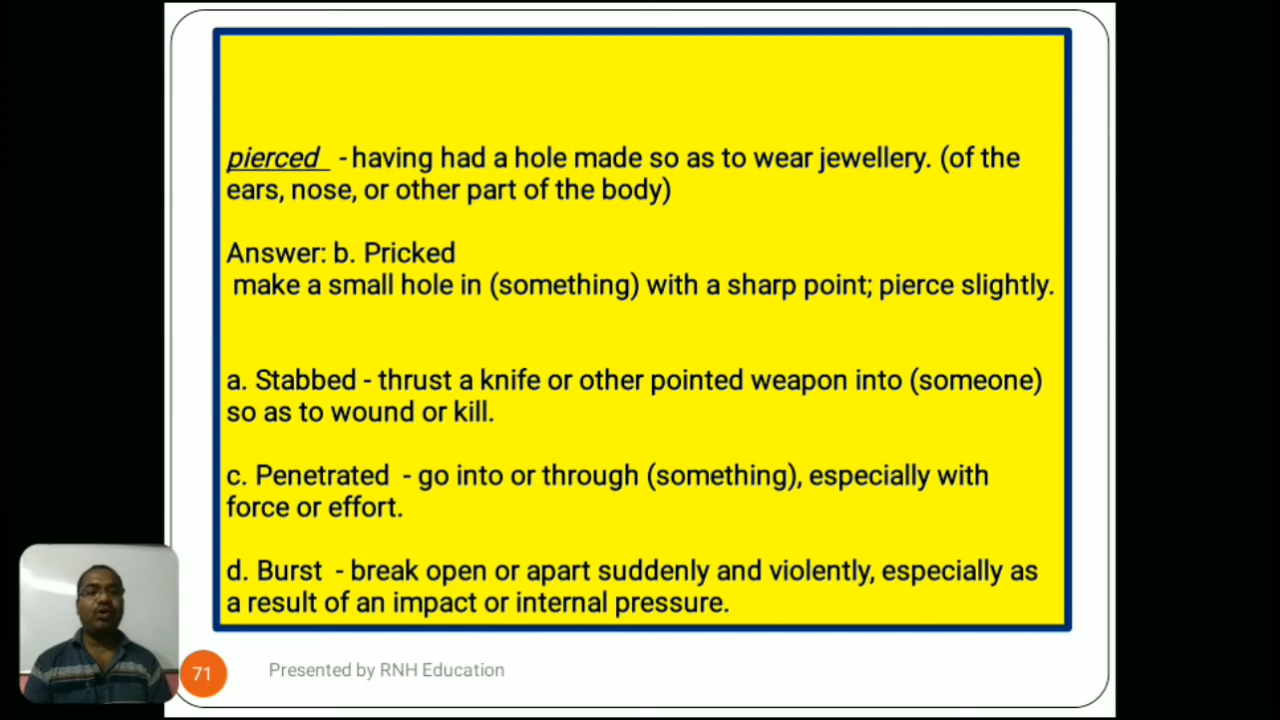 pierced - having had a hole made so as to wear jewellery. (of the
ears, nose, or other part of the body)
Answer: b. Pricked
make a small hole in (something) with a sharp point; pierce slightly.
a. Stabbed - thrust a knife or other pointed weapon into (someone)
so as to wound or kill.
c. Penetrated - go into or through (something), especially with
force or effort.
d. Burst - break open or apart suddenly and violently, especially as
a result of an impact or internal pressure.
71 Presented by RNH Education